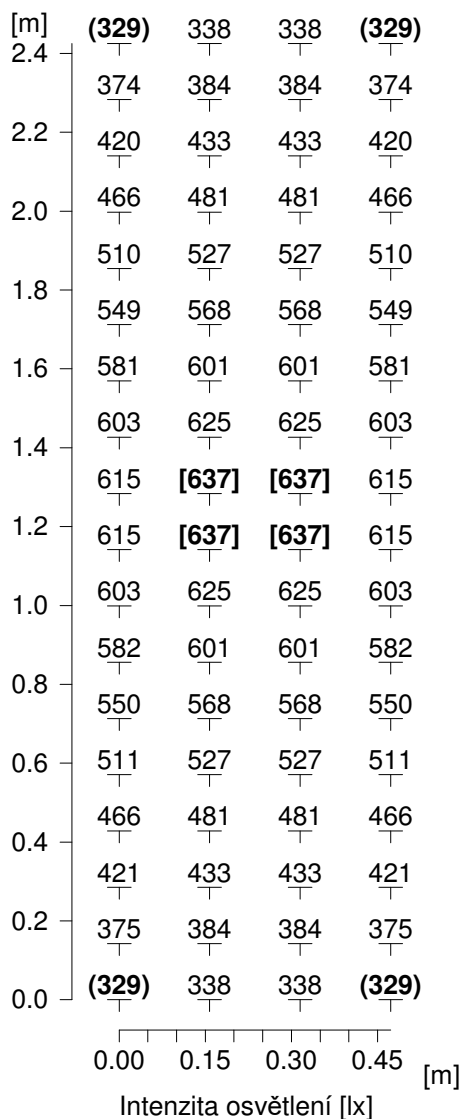 [m] (329) 338 338 (329)
2.4
374 384 384 374
2.2
420 433 433 420
2.0 466 481 481 466
510 527 527 510
1.8
549 568 568 549
1.6 581 601 601 581
603 625 625 603
1.4
615 [637] [637] 615
1.2 615 [637] [637] 615
1.0 603 625 625 603
582 601 601 582
0.8
550 568 568 550
0.6 511 527 527 511
466 481 481 466
0.4
421 433 433 421
0.2 375 384 384 375
0.0 (329) 338 338 (329)
0.00 0.15 0.30 0.45 [m]
Intenzita osvětlení [lx]